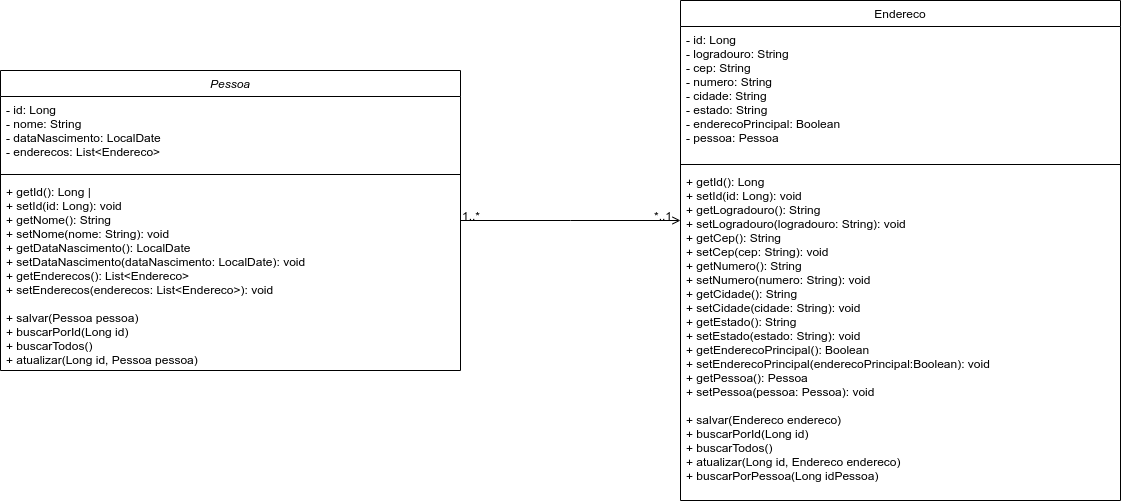 Pessoa
- id: Long
- nome: String
- dataNascimento: LocalDate
- enderecos: List<Endereco>
+ getId(): Long |
+ setId(id: Long): void
+ getNome(): String
+ setNome(nome: String): void
+ getDataNascimento(): LocalDate
+ setDataNascimento(dataNascimento: LocalDate): void
+ getEnderecos(): List<Endereco>
+ setEnderecos(enderecos: List<Endereco>): void
+ salvar(Pessoa pessoa)
+ buscarPorId(Long id)
+ buscarTodos()
+ atualizar(Long id, Pessoa pessoa)
1..*
*..1
Endereco
- id: Long
- logradouro: String
- cep: String
- numero: String
- cidade: String
- estado: String
- enderecoPrincipal: Boolean
- pessoa: Pessoa
+ getId(): Long
+ setId(id: Long): void
+ getLogradouro(): String
+ setLogradouro(logradouro: String): void
+ getCep(): String
+ setCep(cep: String): void
+ getNumero(): String
+ setNumero(numero: String): void
+ getCidade(): String
+ setCidade(cidade: String): void
+ getEstado(): String
+ setEstado(estado: String): void
+ getEnderecoPrincipal(): Boolean
+ setEnderecoPrincipal(enderecoPrincipal:Boolean): void
+ getPessoa(): Pessoa
+ setPessoa(pessoa: Pessoa): void
+ salvar(Endereco endereco)
+ buscarPorId(Long id)
+ buscarTodos()
+ atualizar(Long id, Endereco endereco)
+ buscarPorPessoa(Long idPessoa)